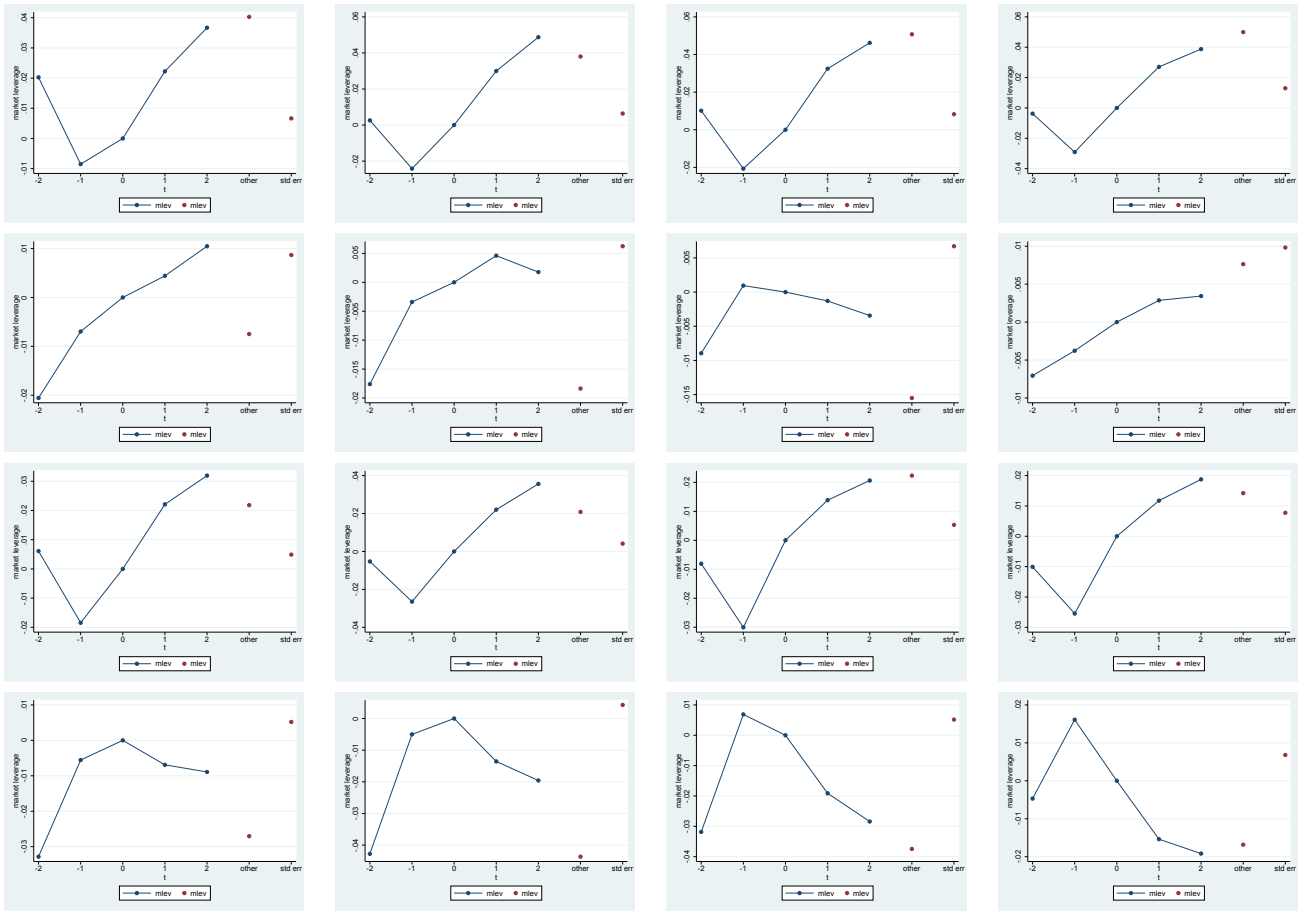 market leverage
-.01 0 .01 .02 .03 .04
-2 -1 0 1 2 other std err
t
mlev mlev
market leverage
-.02 0 .02 .04 .06
-2 -1 0 1 2 other std err
t
mlev mlev
market leverage
-.02 0 .02 .04 .06
-2 -1 0 1 2 other std err
t
mlev mlev
market leverage
-.04 -.02 0 .02 .04 .06
-2 -1 0 1 2 other std err
t
mlev mlev
market leverage
-.02 -.01 0 .01
-2 -1 0 1 2 other std err
t
mlev mlev
market leverage
-.02 -.015 -.01 -.005 0 .005
-2 -1 0 1 2 other std err
t
mlev mlev
market leverage
-.015 -.01 -.005 0 .005
-2 -1 0 1 2 other std err
t
mlev mlev
market leverage
-.01 -.005 0 .005 .01
-2 -1 0 1 2 other std err
t
mlev mlev
market leverage
-.02 -.01 0 .01 .02 .03
-2 -1 0 1 2 other std err
t
mlev mlev
market leverage
-.04 -.02 0 .02 .04
-2 -1 0 1 2 other std err
t
mlev mlev
market leverage
-.03 -.02 -.01 0 .01 .02
-2 -1 0 1 2 other std err
t
mlev mlev
market leverage
-.03 -.02 -.01 0 .01 .02
-2 -1 0 1 2 other std err
t
mlev mlev
market leverage
-.03 -.02 -.01 0 .01
-2 -1 0 1 2 other std err
t
mlev mlev
market leverage
-.04 -.03 -.02 -.01 0
-2 -1 0 1 2 other std err
t
mlev mlev
market leverage
-.04 -.03 -.02 -.01 0 .01
-2 -1 0 1 2 other std err
t
mlev mlev
market leverage
-.02 -.01 0 .01 .02
-2 -1 0 1 2 other std err
t
mlev mlev